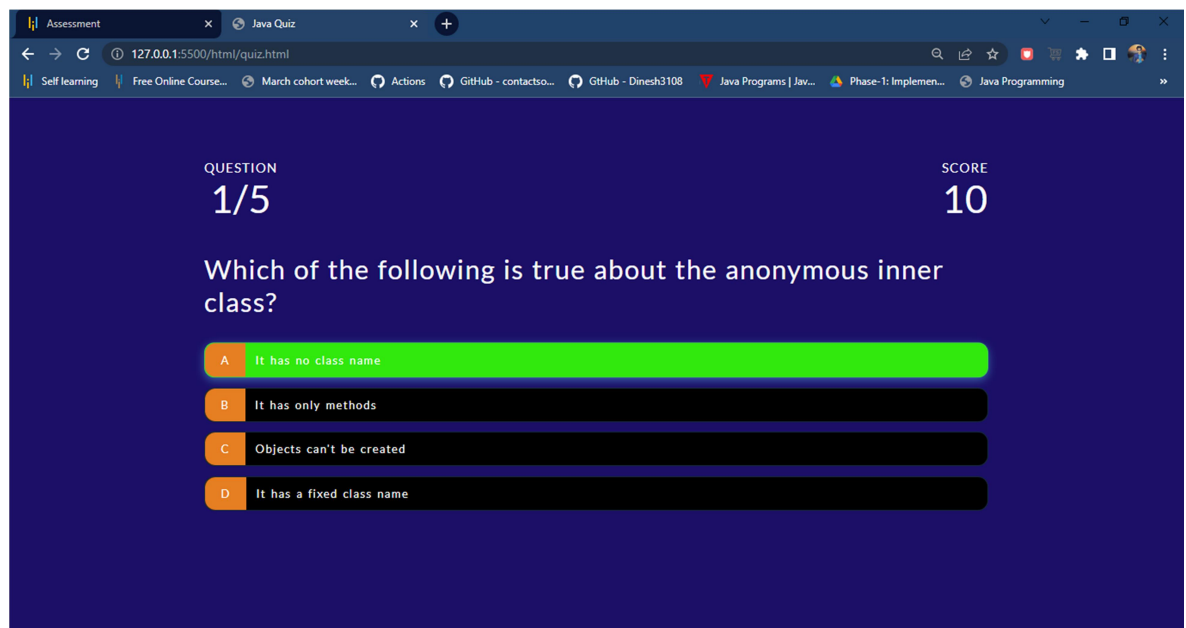 Assessment
Java Quiz
127.0.0.1:5500/html/quiz.html
Self learning
Free Online Course...
March cohort week...
Actions
GitHub - contactso...
GtHub - Dinesh3108
Java Programs | Jav...
Phase-1: Implemen...
Java Programming
QUESTION
SCORE
1/5
10
Which of the following is true about the anonymous inner
class?
A It has no class name
B It has only methods
C Objects can't be created
D It has a fixed class name